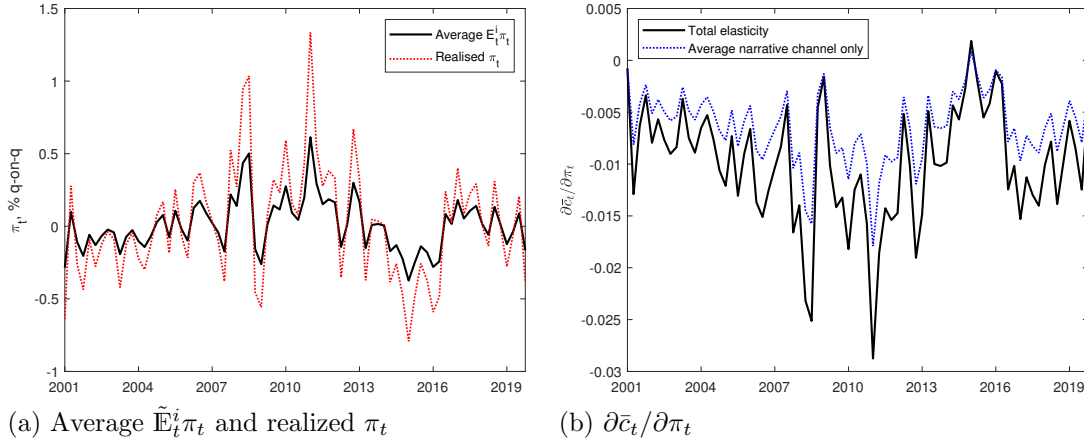 1.5
1
0.5
0
-0.5
-1
π_t, % q-on-q
Average E_t^i π_t
Realised π_t
2001 2004 2007 2010 2013 2016 2019
(a) Average Ẽ_t^i π_t and realized π_t
0.005
0
-0.005
-0.01
-0.015
-0.02
-0.025
-0.03
∂c̄_t/∂π_t
Total elasticity
Average narrative channel only
2001 2004 2007 2010 2013 2016 2019
(b) ∂c̄_t/∂π_t